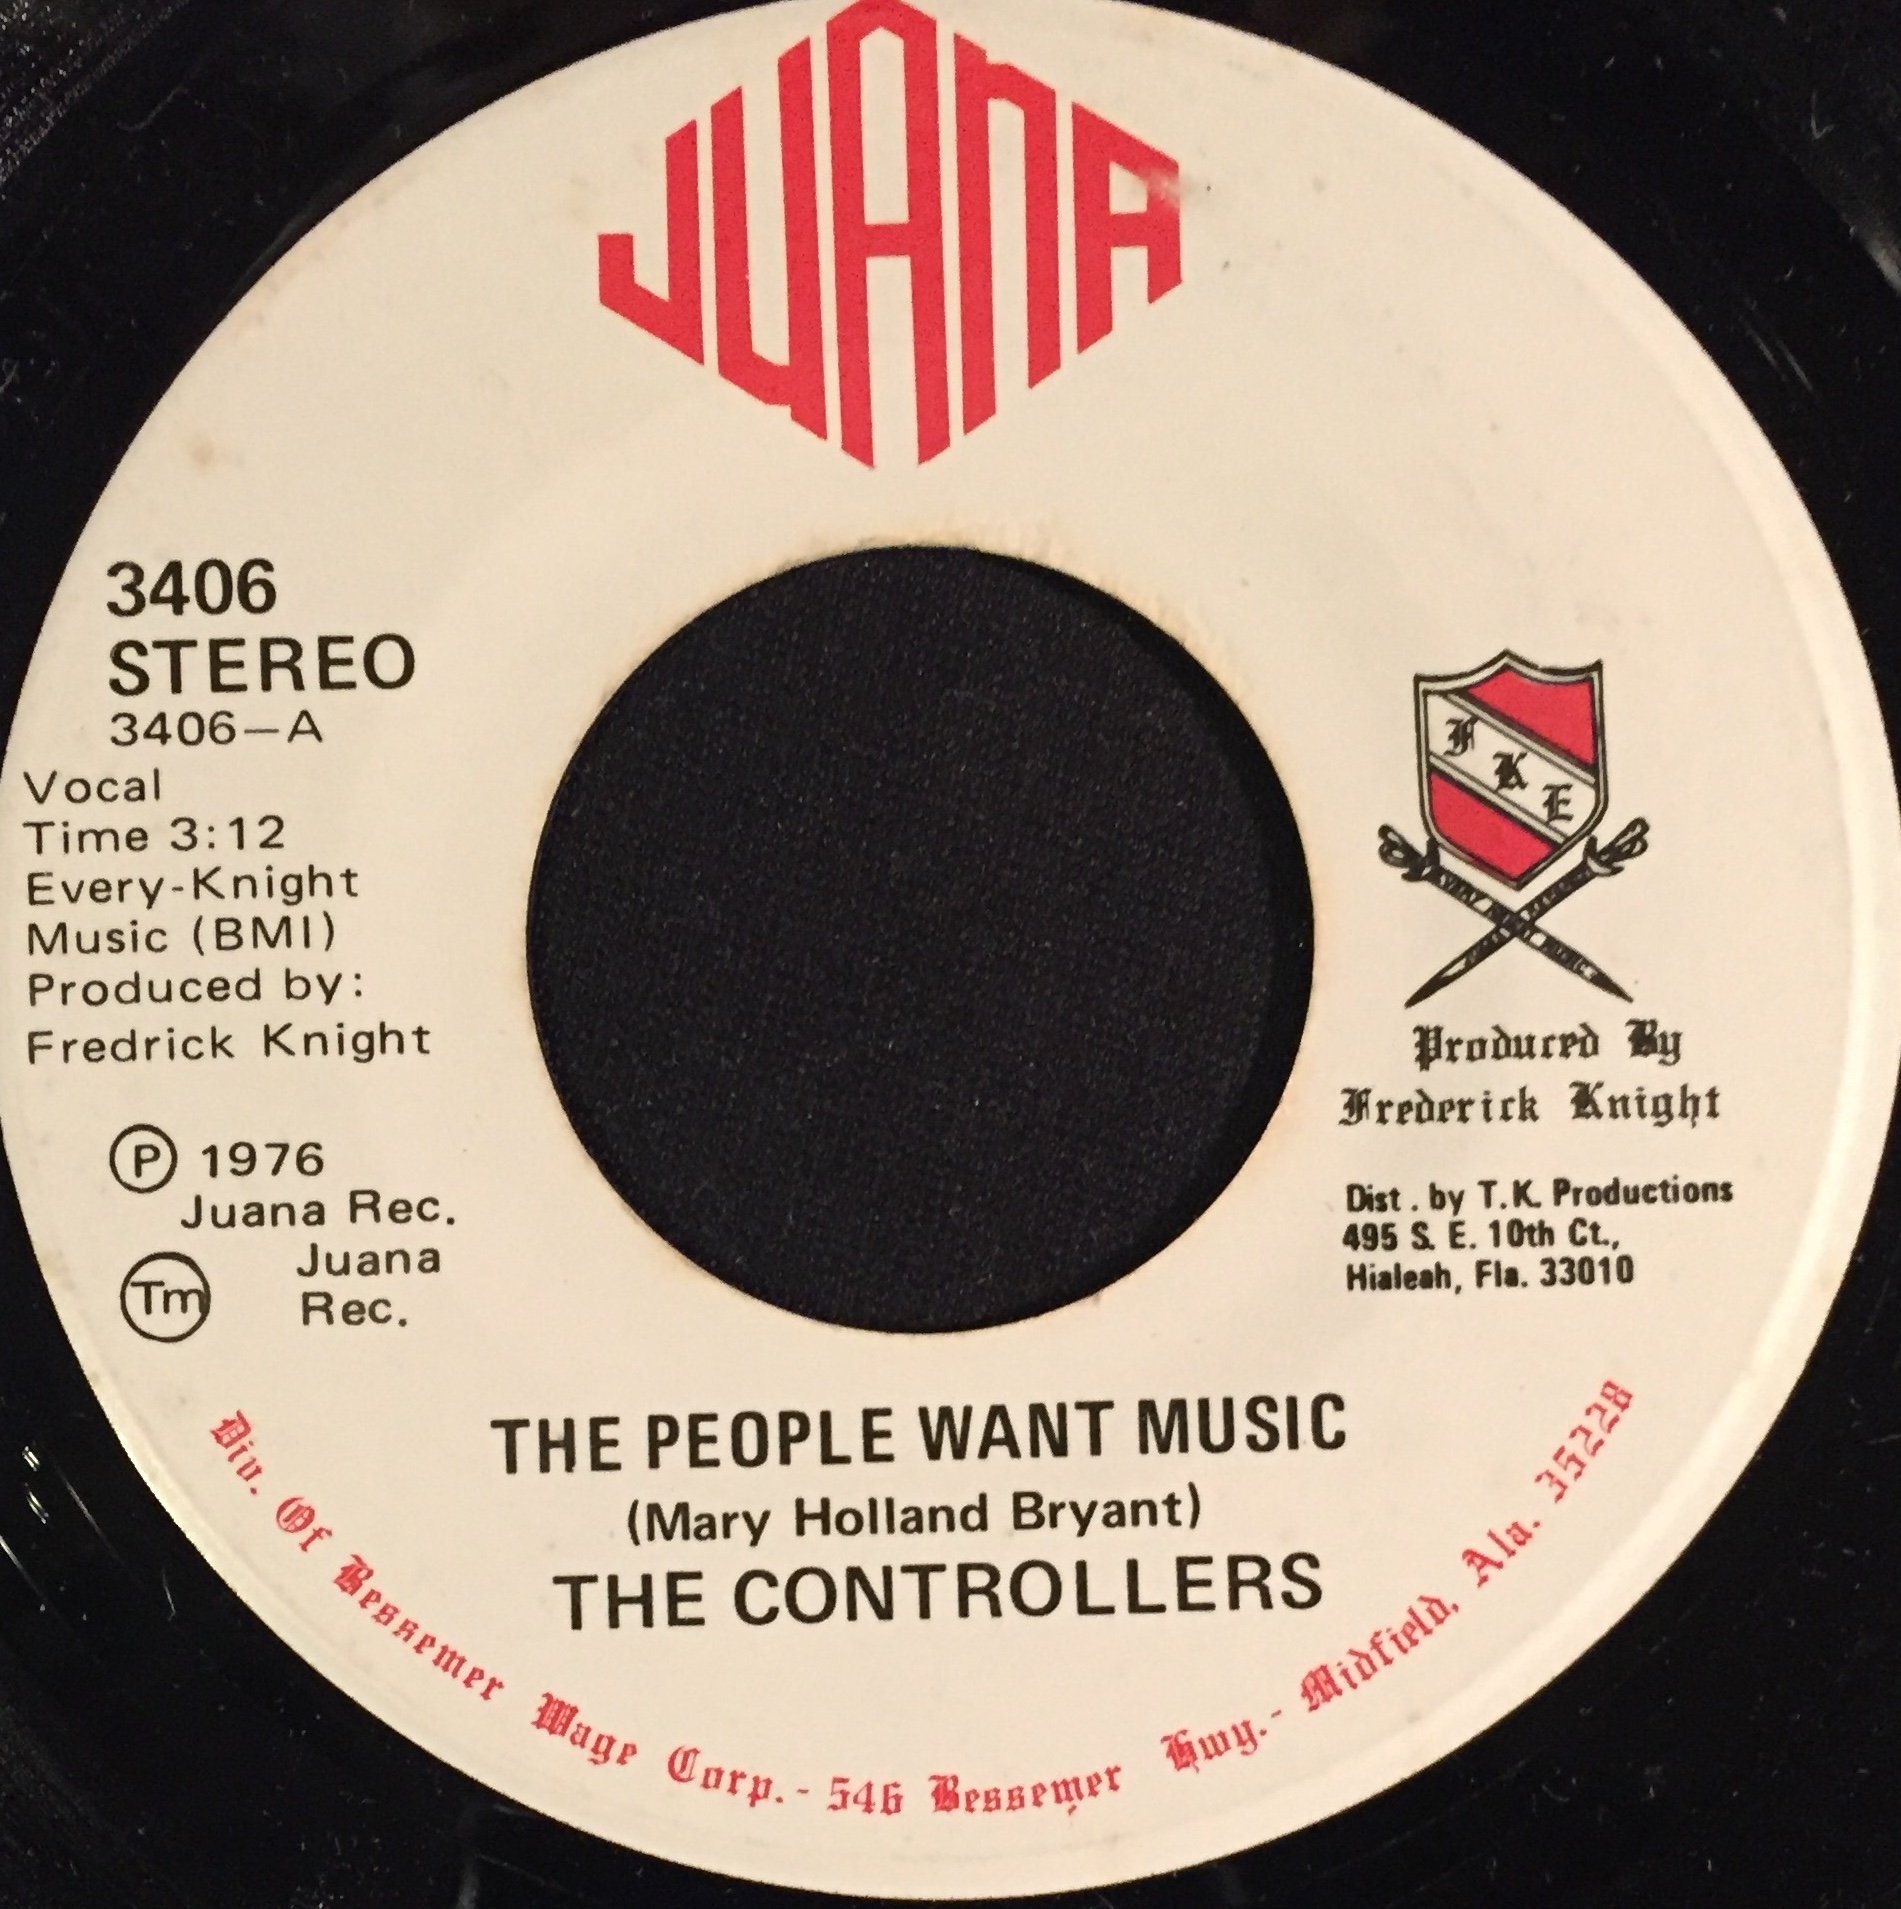 JUANA
3406
STEREO
3406-A
Vocal
Time 3:12
Every-Knight
Music (BMI)
Produced by:
Fredrick Knight
P 1976
Juana Rec.
Tm Juana
Rec.
F K E
Produced By
Frederick Knight
Dist. by T.K. Productions
495 S. E. 10th Ct.,
Hialeah, Fla. 33010
THE PEOPLE WANT MUSIC
(Mary Holland Bryant)
THE CONTROLLERS
Div. Of Bessemer Wage Corp.- 546 Bessemer Hwy.- Midfield, Ala. 35228